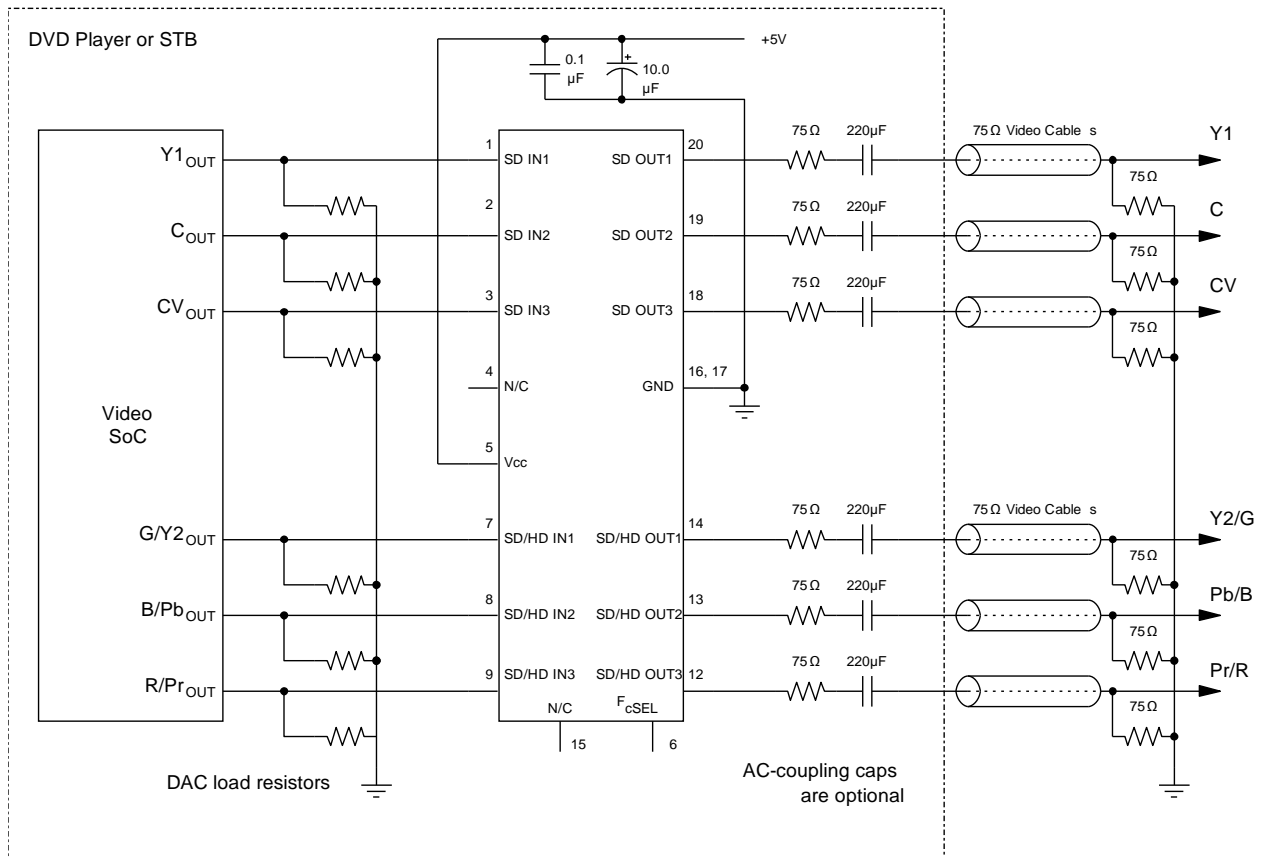 DVD Player or STB
+5V
0.1
µF
+
10.0
µF
75Ω
220µF
75Ω Video Cable s
Y1
Y1OUT
1
SD IN1
SD OUT1
20
75Ω
2
75Ω
220µF
C
COUT
SD IN2
SD OUT2
19
75Ω
3
18
75Ω
220µF
CV
CVOUT
SD IN3
SD OUT3
75Ω
4
N/C
GND
16, 17
Video
SoC
5
Vcc
G/Y2OUT
7
SD/HD IN1
SD/HD OUT1
14
75Ω
220µF
75Ω Video Cable s
Y2/G
75Ω
B/PbOUT
8
SD/HD IN2
SD/HD OUT2
13
75Ω
220µF
Pb/B
75Ω
R/PrOUT
9
SD/HD IN3
SD/HD OUT3
12
75Ω
220µF
Pr/R
75Ω
N/C
FcSEL
15
6
DAC load resistors
AC-coupling caps
are optional